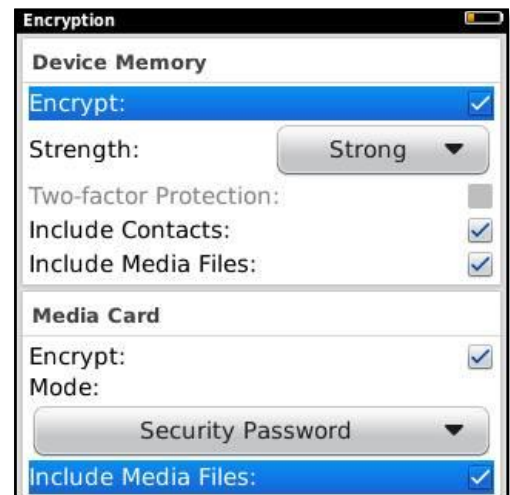 Encryption
Device Memory
Encrypt:
Strength: Strong
Two-factor Protection:
Include Contacts:
Include Media Files:
Media Card
Encrypt:
Mode:
Security Password
Include Media Files: